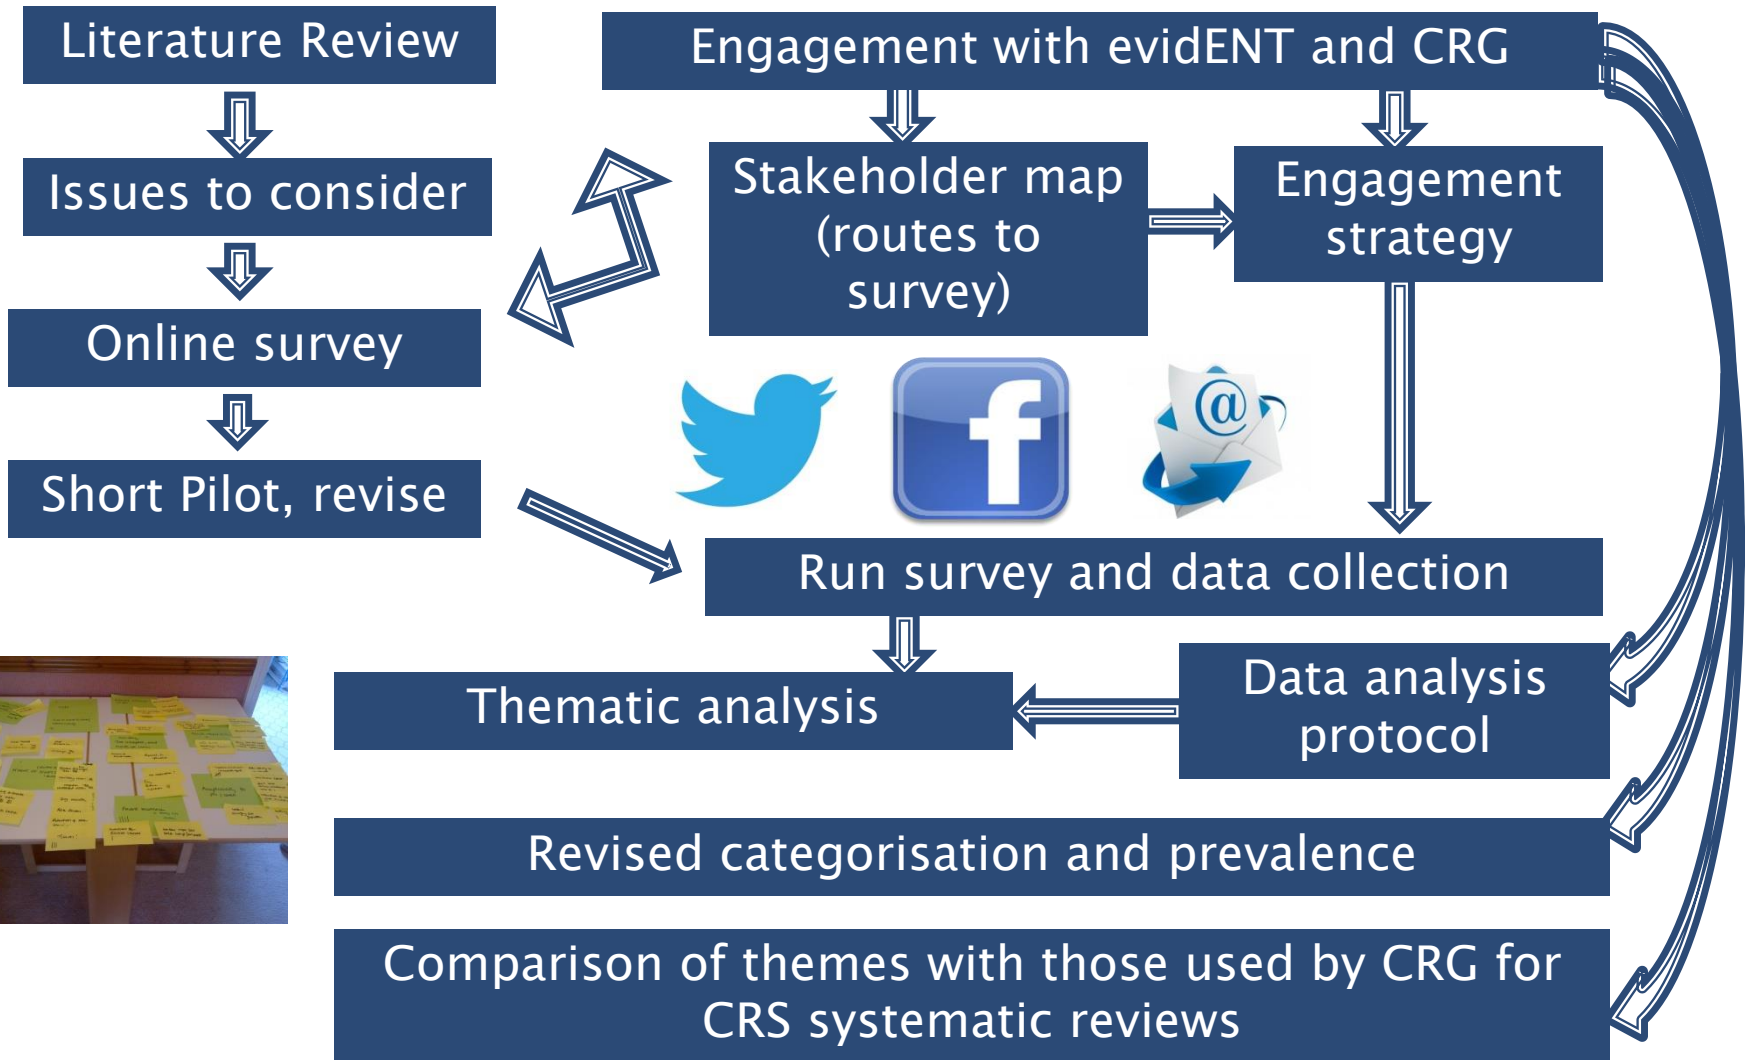 Literature Review
Engagement with evidENT and CRG
Issues to consider
Stakeholder map
(routes to
survey)
Engagement
strategy
Online survey
f
@
Short Pilot, revise
Run survey and data collection
Thematic analysis
Data analysis
protocol
Revised categorisation and prevalence
Comparison of themes with those used by CRG for
CRS systematic reviews